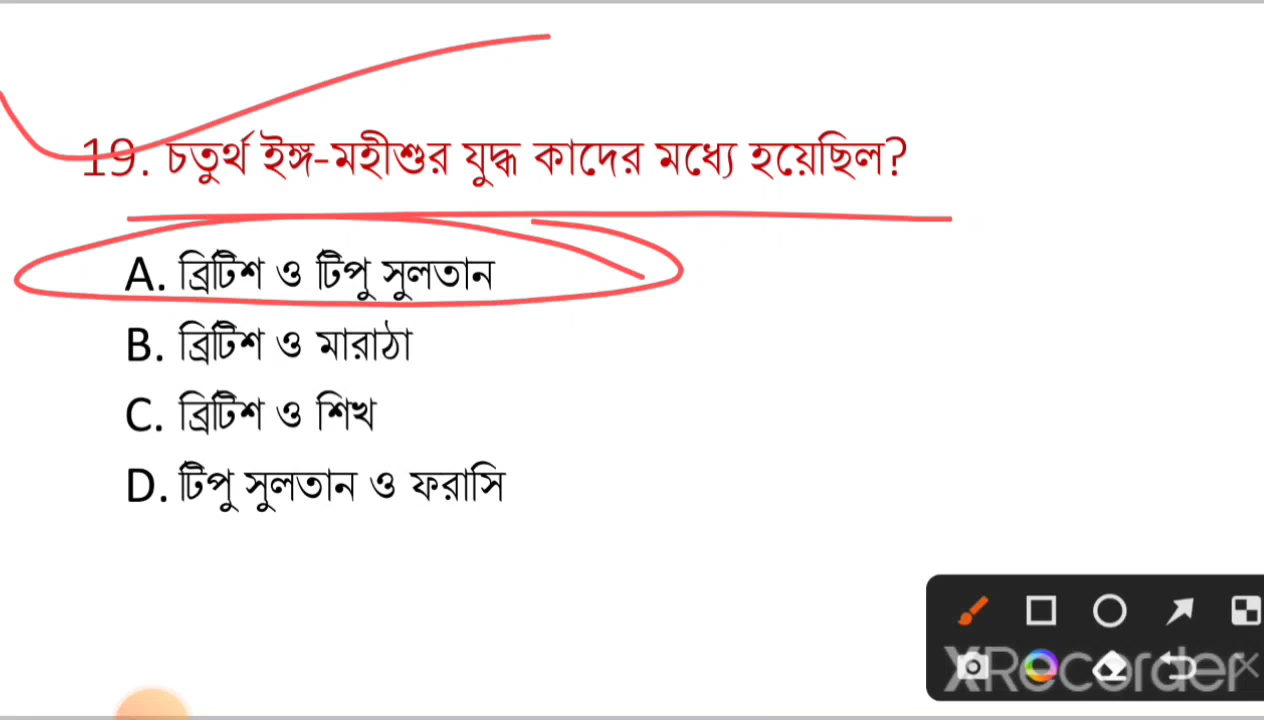 19. চতুর্থ ইঙ্গ-মহীশুর যুদ্ধ কাদের মধ্যে হয়েছিল?
A. ব্রিটিশ ও টিপু সুলতান
B. ব্রিটিশ ও মারাঠা
C. ব্রিটিশ ও শিখ
D. টিপু সুলতান ও ফরাসি
XRecorder